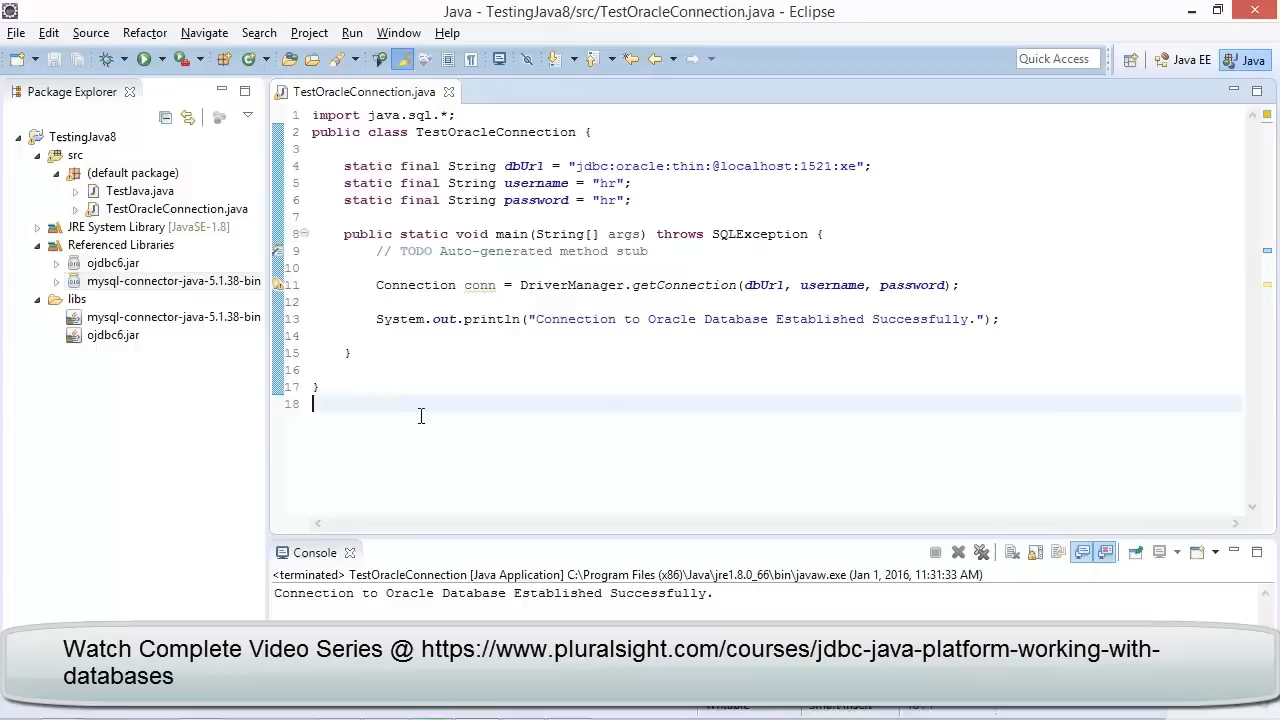 Java - TestingJava8/src/TestOracleConnection.java - Eclipse
File Edit Source Refactor Navigate Search Project Run Window Help
Quick Access Java EE Java
Package Explorer
TestingJava8
src
(default package)
TestJava.java
TestOracleConnection.java
JRE System Library [JavaSE-1.8]
Referenced Libraries
ojdbc6.jar
mysql-connector-java-5.1.38-bin
libs
mysql-connector-java-5.1.38-bin
ojdbc6.jar
TestOracleConnection.java
1 import java.sql.*;
2 public class TestOracleConnection {
3
4 static final String dbUrl = "jdbc:oracle:thin:@localhost:1521:xe";
5 static final String username = "hr";
6 static final String password = "hr";
7
8 public static void main(String[] args) throws SQLException {
9 // TODO Auto-generated method stub
10
11 Connection conn = DriverManager.getConnection(dbUrl, username, password);
12
13 System.out.println("Connection to Oracle Database Established Successfully.");
14
15 }
16
17 }
18
Console
<terminated> TestOracleConnection [Java Application] C:\Program Files (x86)\Java\jre1.8.0_66\bin\javaw.exe (Jan 1, 2016, 11:31:33 AM)
Connection to Oracle Database Established Successfully.
Watch Complete Video Series @ https://www.pluralsight.com/courses/jdbc-java-platform-working-with-
databases